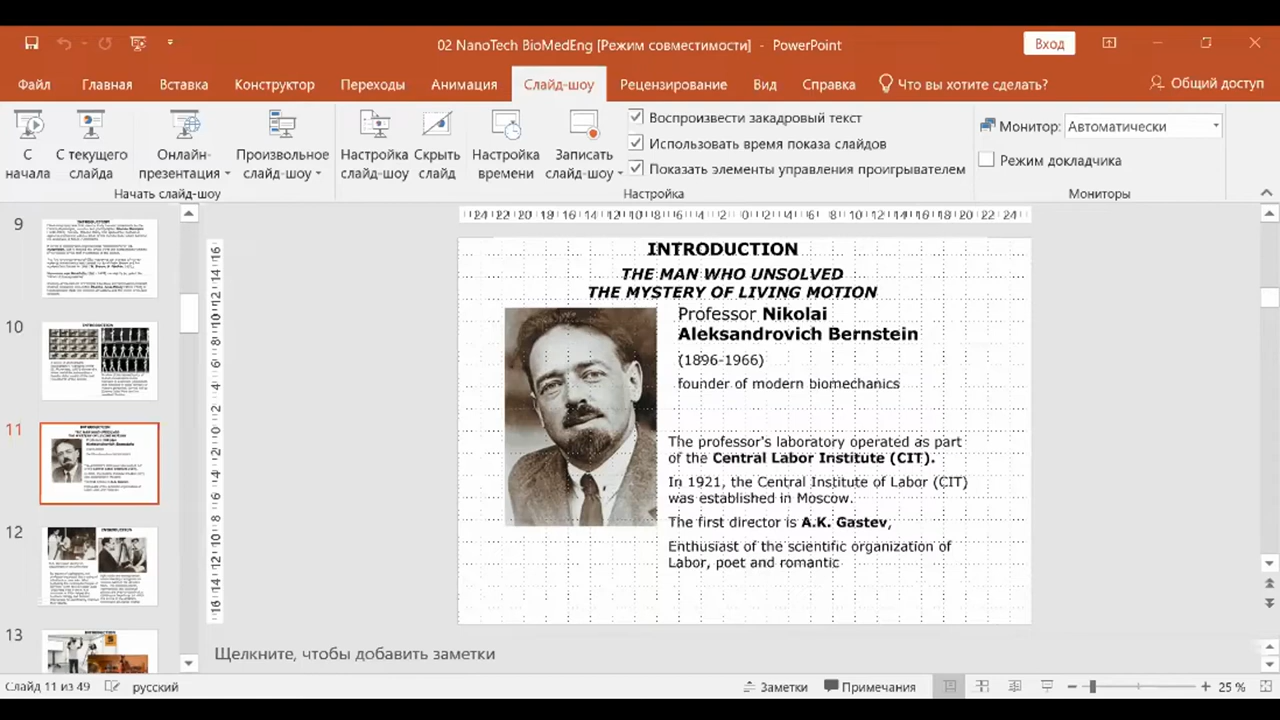 02 NanoTech BioMedEng [Режим совместимости] - PowerPoint
Вход
Файл Главная Вставка Конструктор Переходы Анимация Слайд-шоу Рецензирование Вид Справка Что вы хотите сделать? Общий доступ
С начала
С текущего слайда
Онлайн-презентация
Произвольное слайд-шоу
Начать слайд-шоу
Настройка слайд-шоу
Скрыть слайд
Настройка времени
Записать слайд-шоу
Воспроизвести закадровый текст
Использовать время показа слайдов
Показать элементы управления проигрывателем
Настройка
Монитор: Автоматически
Режим докладчика
Мониторы
9
10
11
12
13
INTRODUCTION
THE MAN WHO UNSOLVED
THE MYSTERY OF LIVING MOTION
Professor Nikolai
Aleksandrovich Bernstein
(1896-1966)
founder of modern biomechanics
The professor's laboratory operated as part
of the Central Labor Institute (CIT).
In 1921, the Central Institute of Labor (CIT)
was established in Moscow.
The first director is A.K. Gastev,
Enthusiast of the scientific organization of
Labor, poet and romantic
Щелкните, чтобы добавить заметки
Слайд 11 из 49 русский Заметки Примечания 25 %